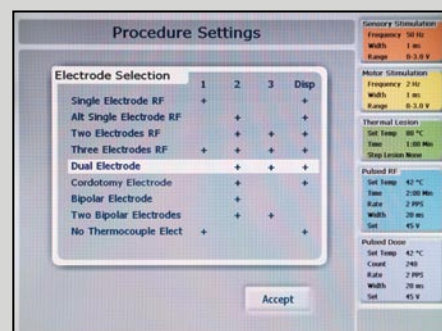 Procedure Settings
Electrode Selection 1 2 3 Disp
Single Electrode RF + +
Alt Single Electrode RF + +
Two Electrodes RF + + +
Three Electrodes RF + + + +
Dual Electrode + + +
Cordotomy Electrode + +
Bipolar Electrode +
Two Bipolar Electrodes + +
No Thermocouple Elect + +
Accept
Sensory Stimulation
Frequency 50 Hz
Width 1 ms
Range 0-3.0 V
Motor Stimulation
Frequency 2 Hz
Width 1 ms
Range 0-3.0 V
Thermal Lesion
Set Temp 80 °C
Time 1:00 Min
Step Lesion None
Pulsed RF
Set Temp 42 °C
Time 2:00 Min
Rate 2 PPS
Width 20 ms
Set 45 V
Pulsed Dose
Set Temp 42 °C
Count 240
Rate 2 PPS
Width 20 ms
Set 45 V